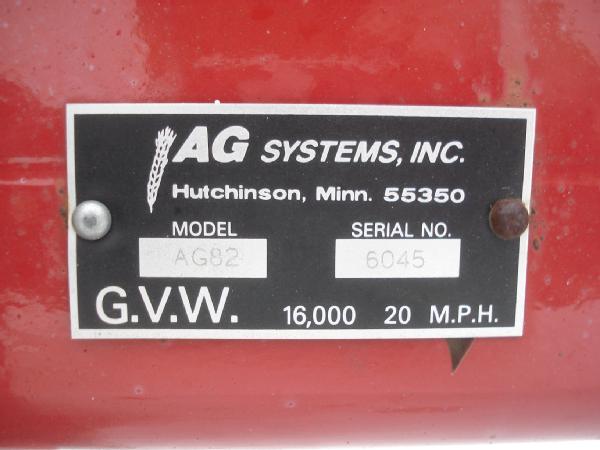 AG SYSTEMS, INC.
Hutchinson, Minn. 55350
MODEL SERIAL NO.
AG82 6045
G.V.W. 16,000 20 M.P.H.